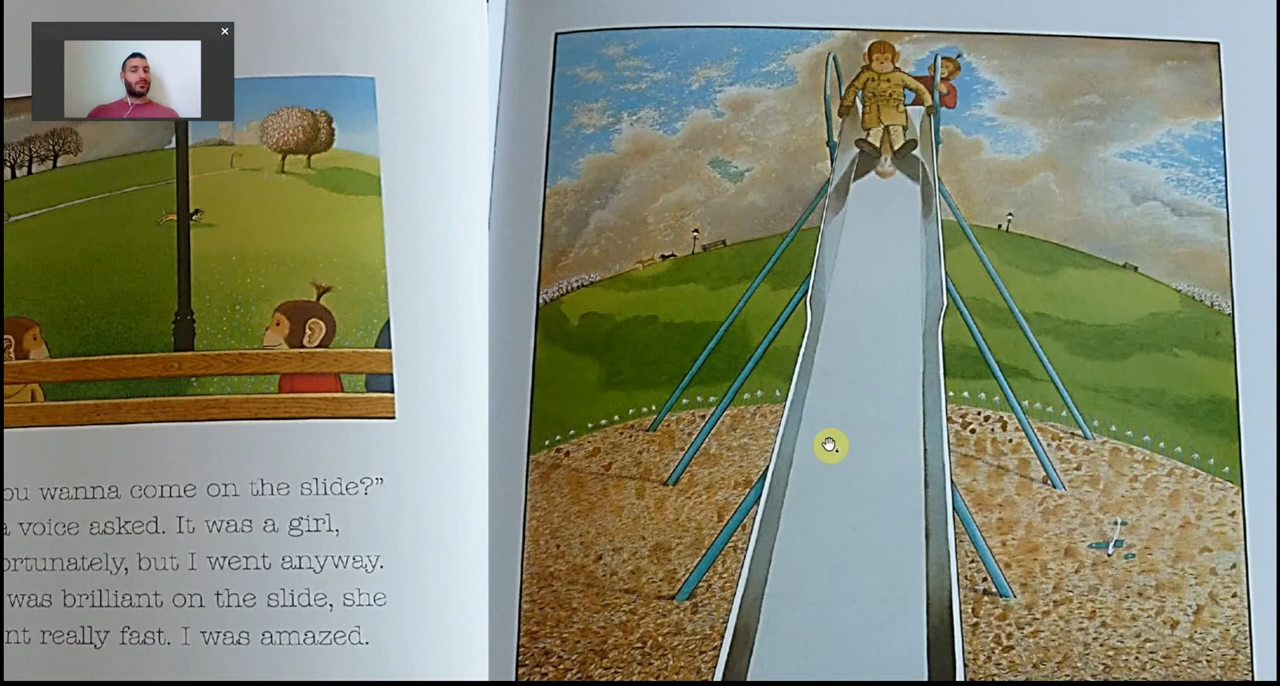 ou wanna come on the slide?”
a voice asked. It was a girl,
ortunately, but I went anyway.
was brilliant on the slide, she
nt really fast. I was amazed.